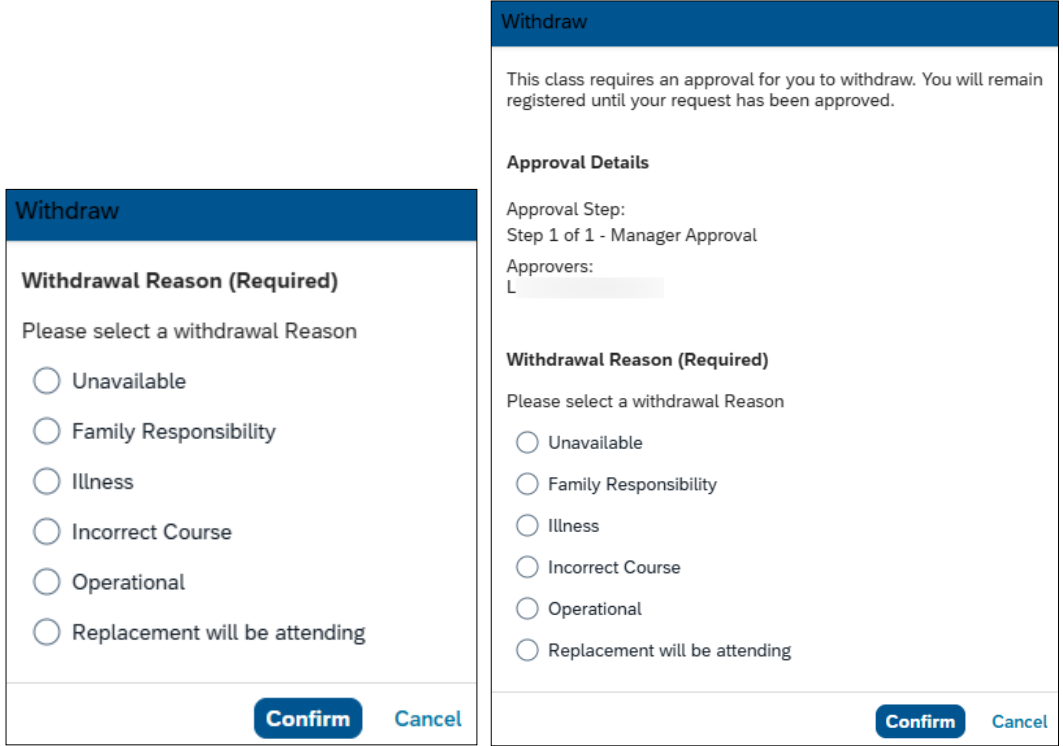 Withdraw
Withdrawal Reason (Required)
Please select a withdrawal Reason
Unavailable
Family Responsibility
Illness
Incorrect Course
Operational
Replacement will be attending
Confirm Cancel
Withdraw
This class requires an approval for you to withdraw. You will remain
registered until your request has been approved.
Approval Details
Approval Step:
Step 1 of 1 - Manager Approval
Approvers:
L
Withdrawal Reason (Required)
Please select a withdrawal Reason
Unavailable
Family Responsibility
Illness
Incorrect Course
Operational
Replacement will be attending
Confirm Cancel